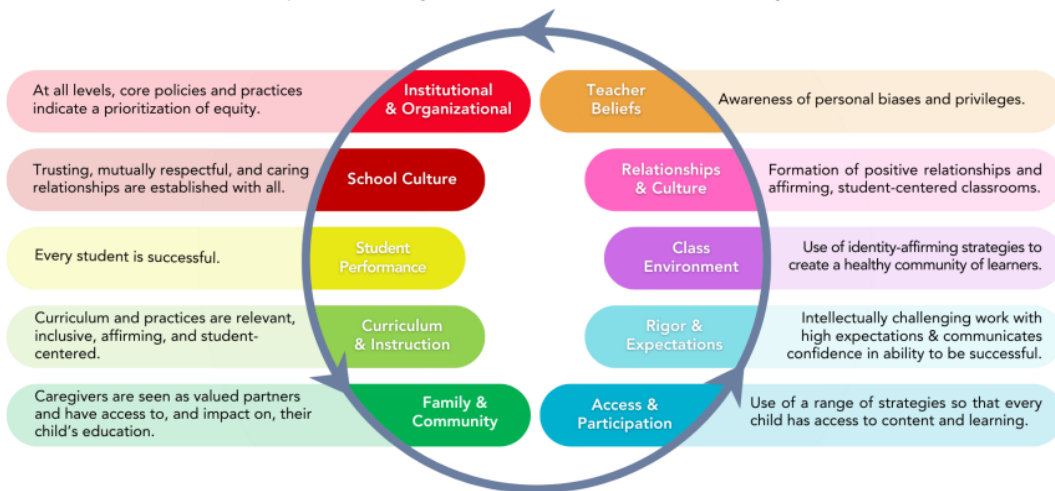 At all levels, core policies and practices
indicate a prioritization of equity.
Institutional
& Organizational
Trusting, mutually respectful, and caring
relationships are established with all.
School Culture
Every student is successful.
Student
Performance
Curriculum and practices are relevant,
inclusive, affirming, and student-
centered.
Curriculum
& Instruction
Caregivers are seen as valued partners
and have access to, and impact on, their
child's education.
Family &
Community
Teacher
Beliefs
Awareness of personal biases and privileges.
Relationships
& Culture
Formation of positive relationships and
affirming, student-centered classrooms.
Class
Environment
Use of identity-affirming strategies to
create a healthy community of learners.
Rigor &
Expectations
Intellectually challenging work with
high expectations & communicates
confidence in ability to be successful.
Access &
Participation
Use of a range of strategies so that every
child has access to content and learning.